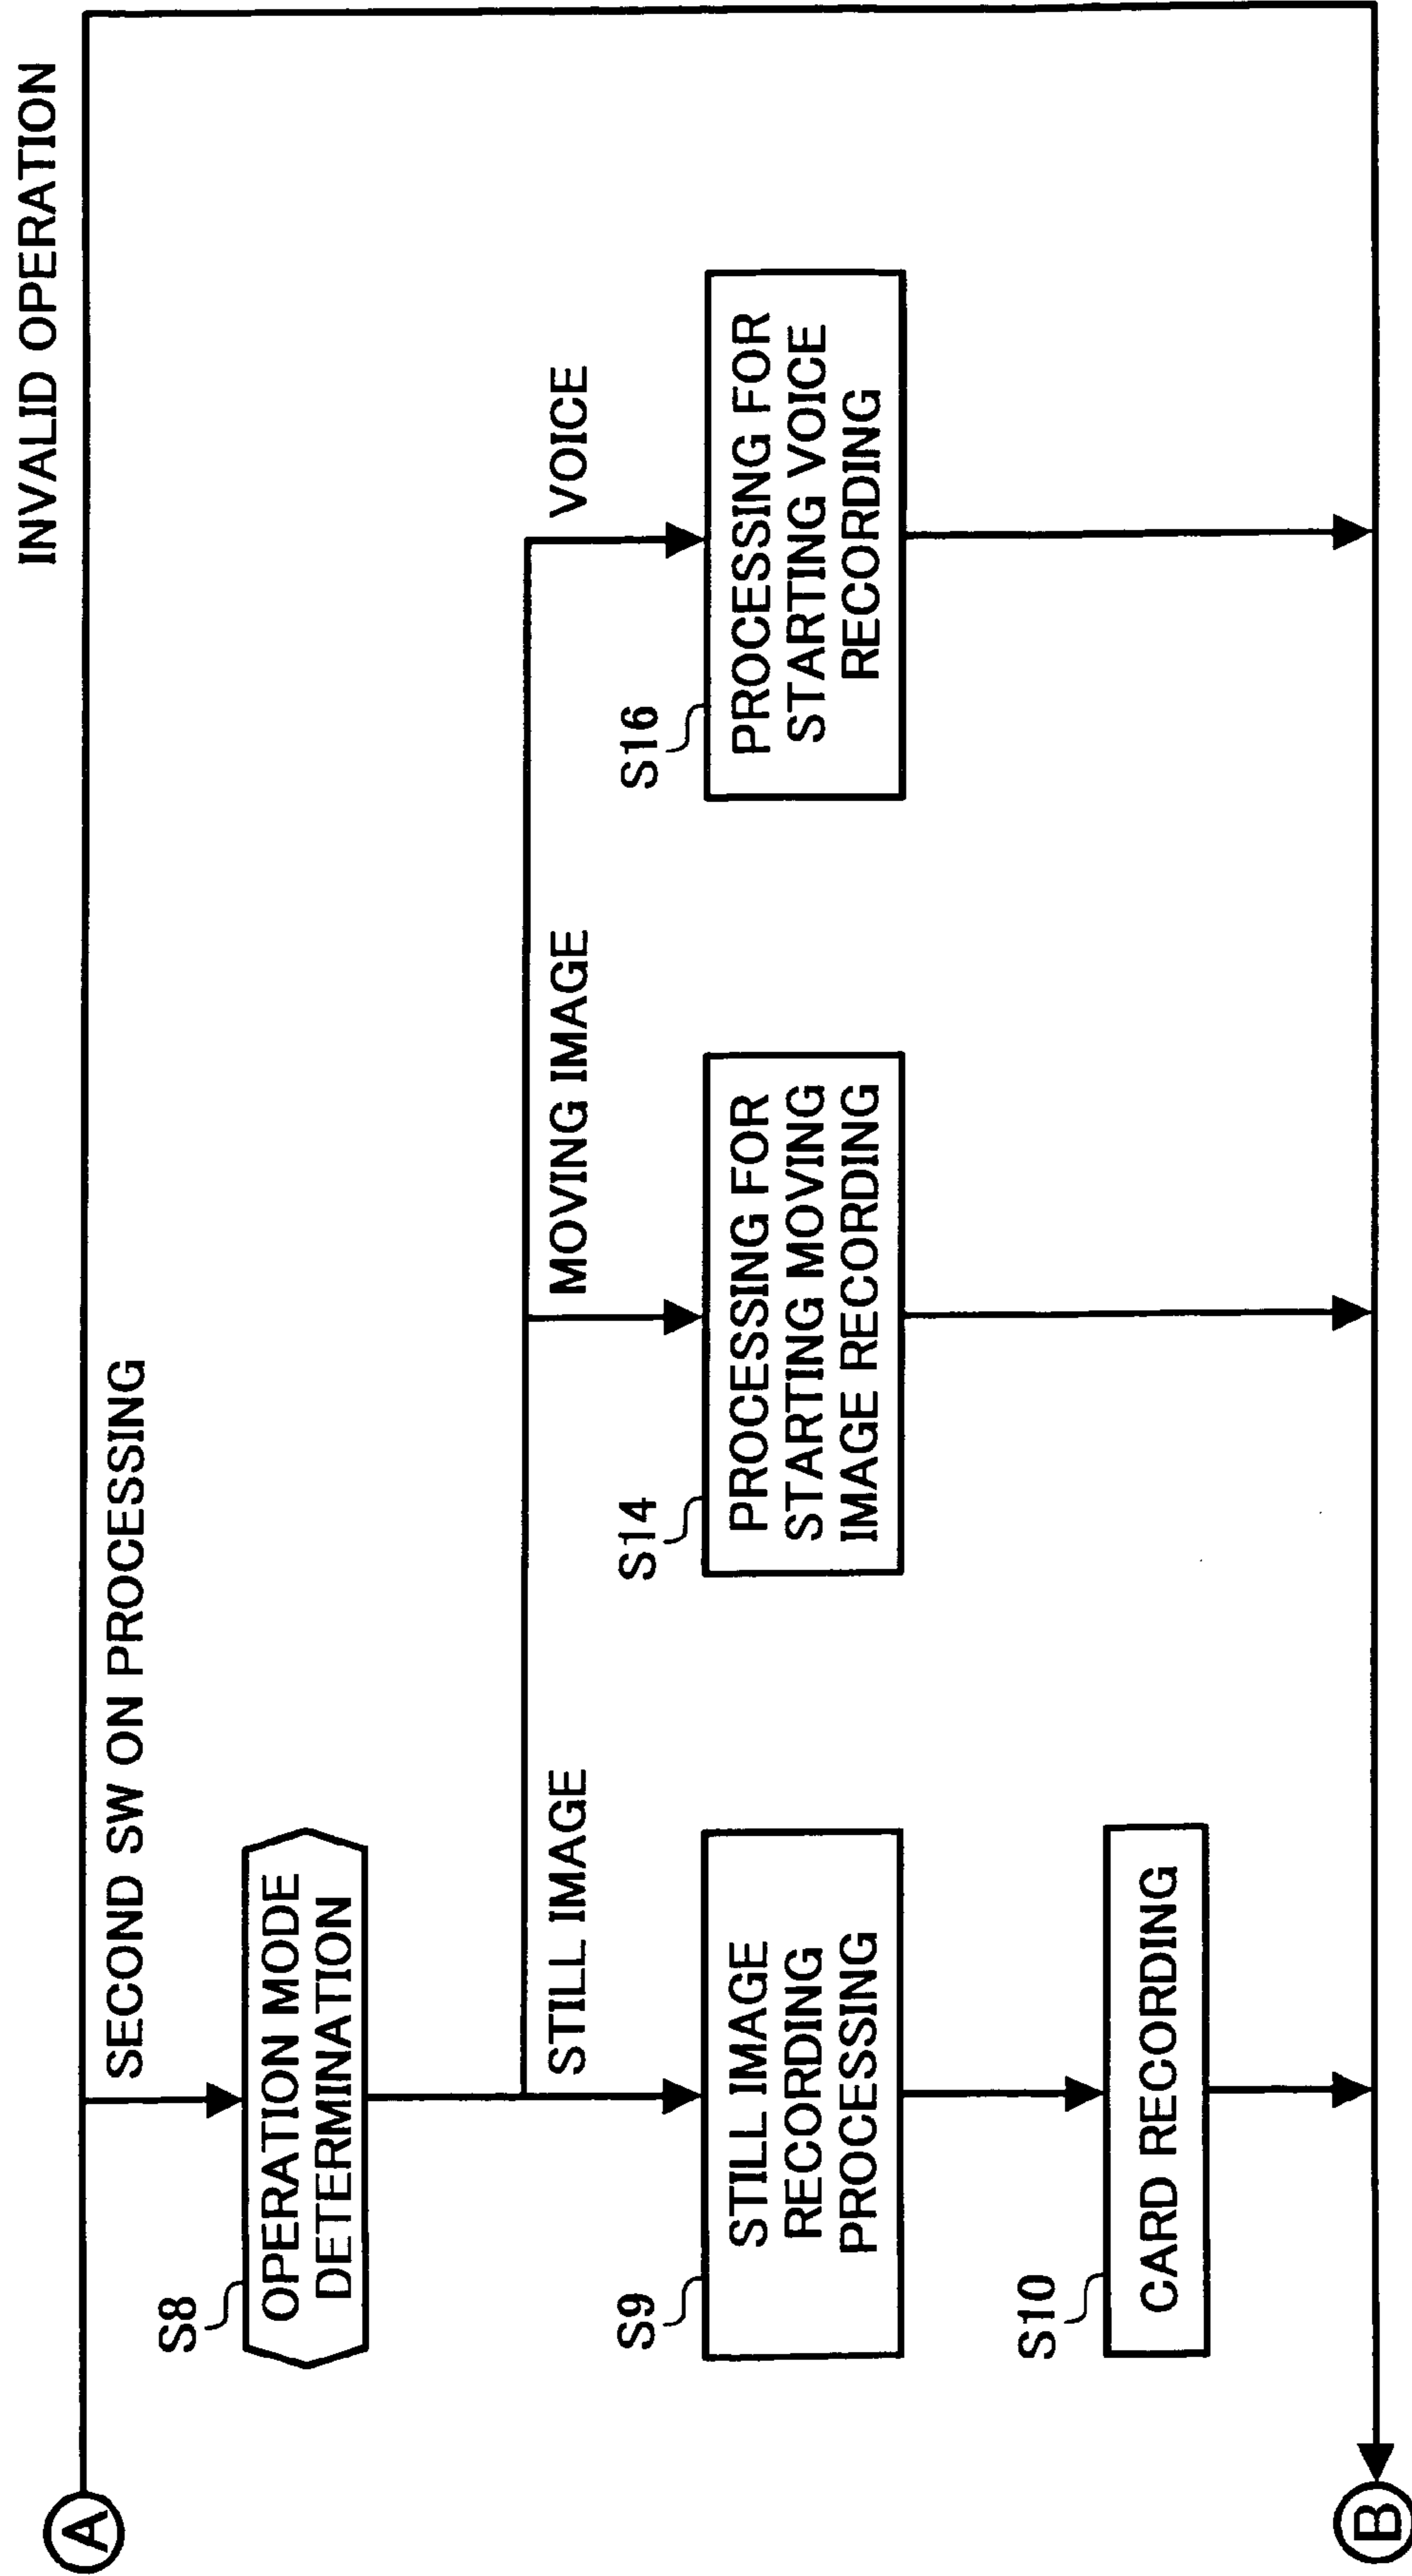 A
INVALID OPERATION
SECOND SW ON PROCESSING
S8
OPERATION MODE
DETERMINATION
STILL IMAGE
MOVING IMAGE
VOICE
S9
STILL IMAGE
RECORDING
PROCESSING
S14
PROCESSING FOR
STARTING MOVING
IMAGE RECORDING
S16
PROCESSING FOR
STARTING VOICE
RECORDING
S10
CARD RECORDING
B